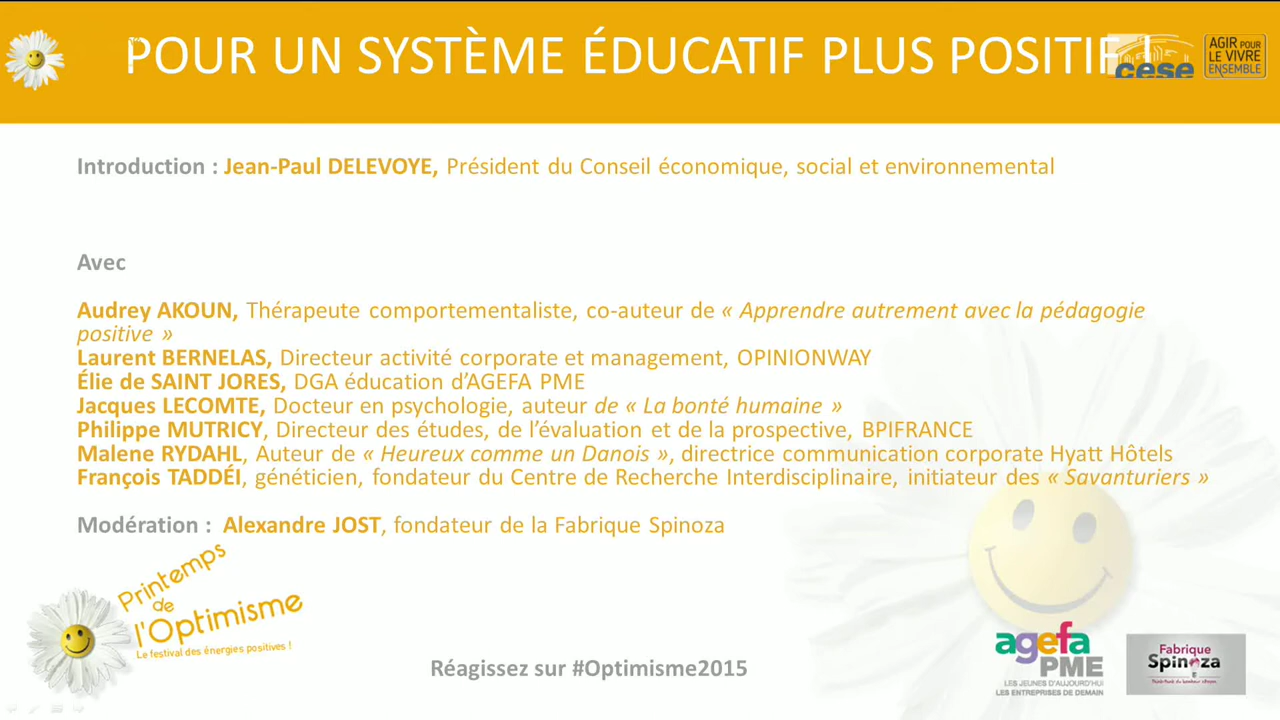 POUR UN SYSTÈME ÉDUCATIF PLUS POSITIF !
cese
AGIR POUR
LE VIVRE
ENSEMBLE
Introduction : Jean-Paul DELEVOYE, Président du Conseil économique, social et environnemental
Avec
Audrey AKOUN, Thérapeute comportementaliste, co-auteur de « Apprendre autrement avec la pédagogie
positive »
Laurent BERNELAS, Directeur activité corporate et management, OPINIONWAY
Élie de SAINT JORES, DGA éducation d’AGEFA PME
Jacques LECOMTE, Docteur en psychologie, auteur de « La bonté humaine »
Philippe MUTRICY, Directeur des études, de l’évaluation et de la prospective, BPIFRANCE
Malene RYDAHL, Auteur de « Heureux comme un Danois », directrice communication corporate Hyatt Hôtels
François TADDÉI, généticien, fondateur du Centre de Recherche Interdisciplinaire, initiateur des « Savanturiers »
Modération : Alexandre JOST, fondateur de la Fabrique Spinoza
Printemps
de
l'Optimisme
Le festival des énergies positives !
Réagissez sur #Optimisme2015
agefa
PME
LES JEUNES D'AUJOURD'HUI
LES ENTREPRISES DE DEMAIN
Fabrique
Spinoza